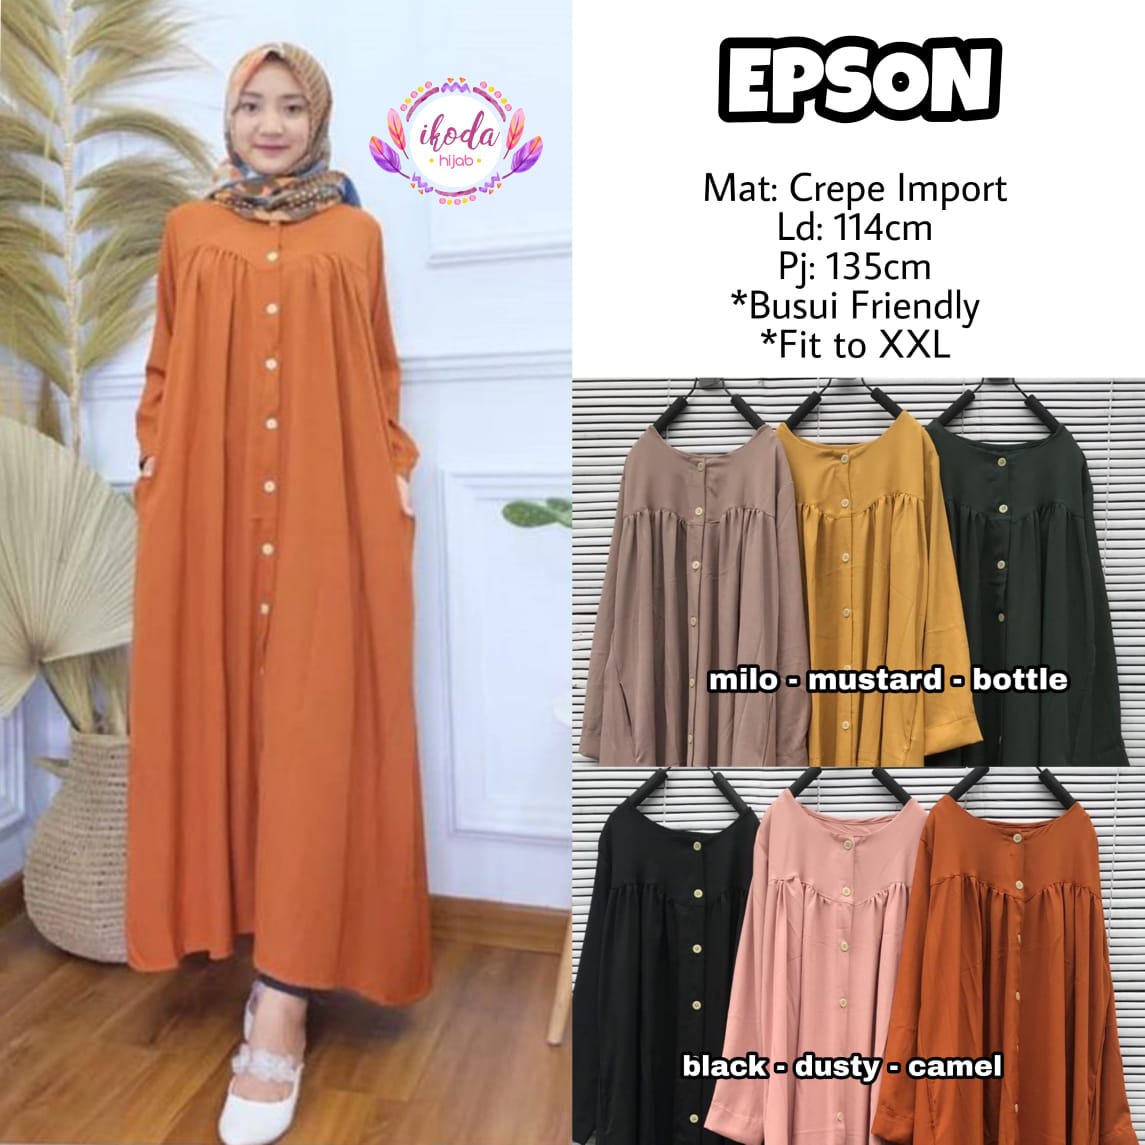 ikoda
hijab
EPSON
Mat: Crepe Import
Ld: 114cm
Pj: 135cm
*Busui Friendly
*Fit to XXL
milo - mustard - bottle
black - dusty - camel